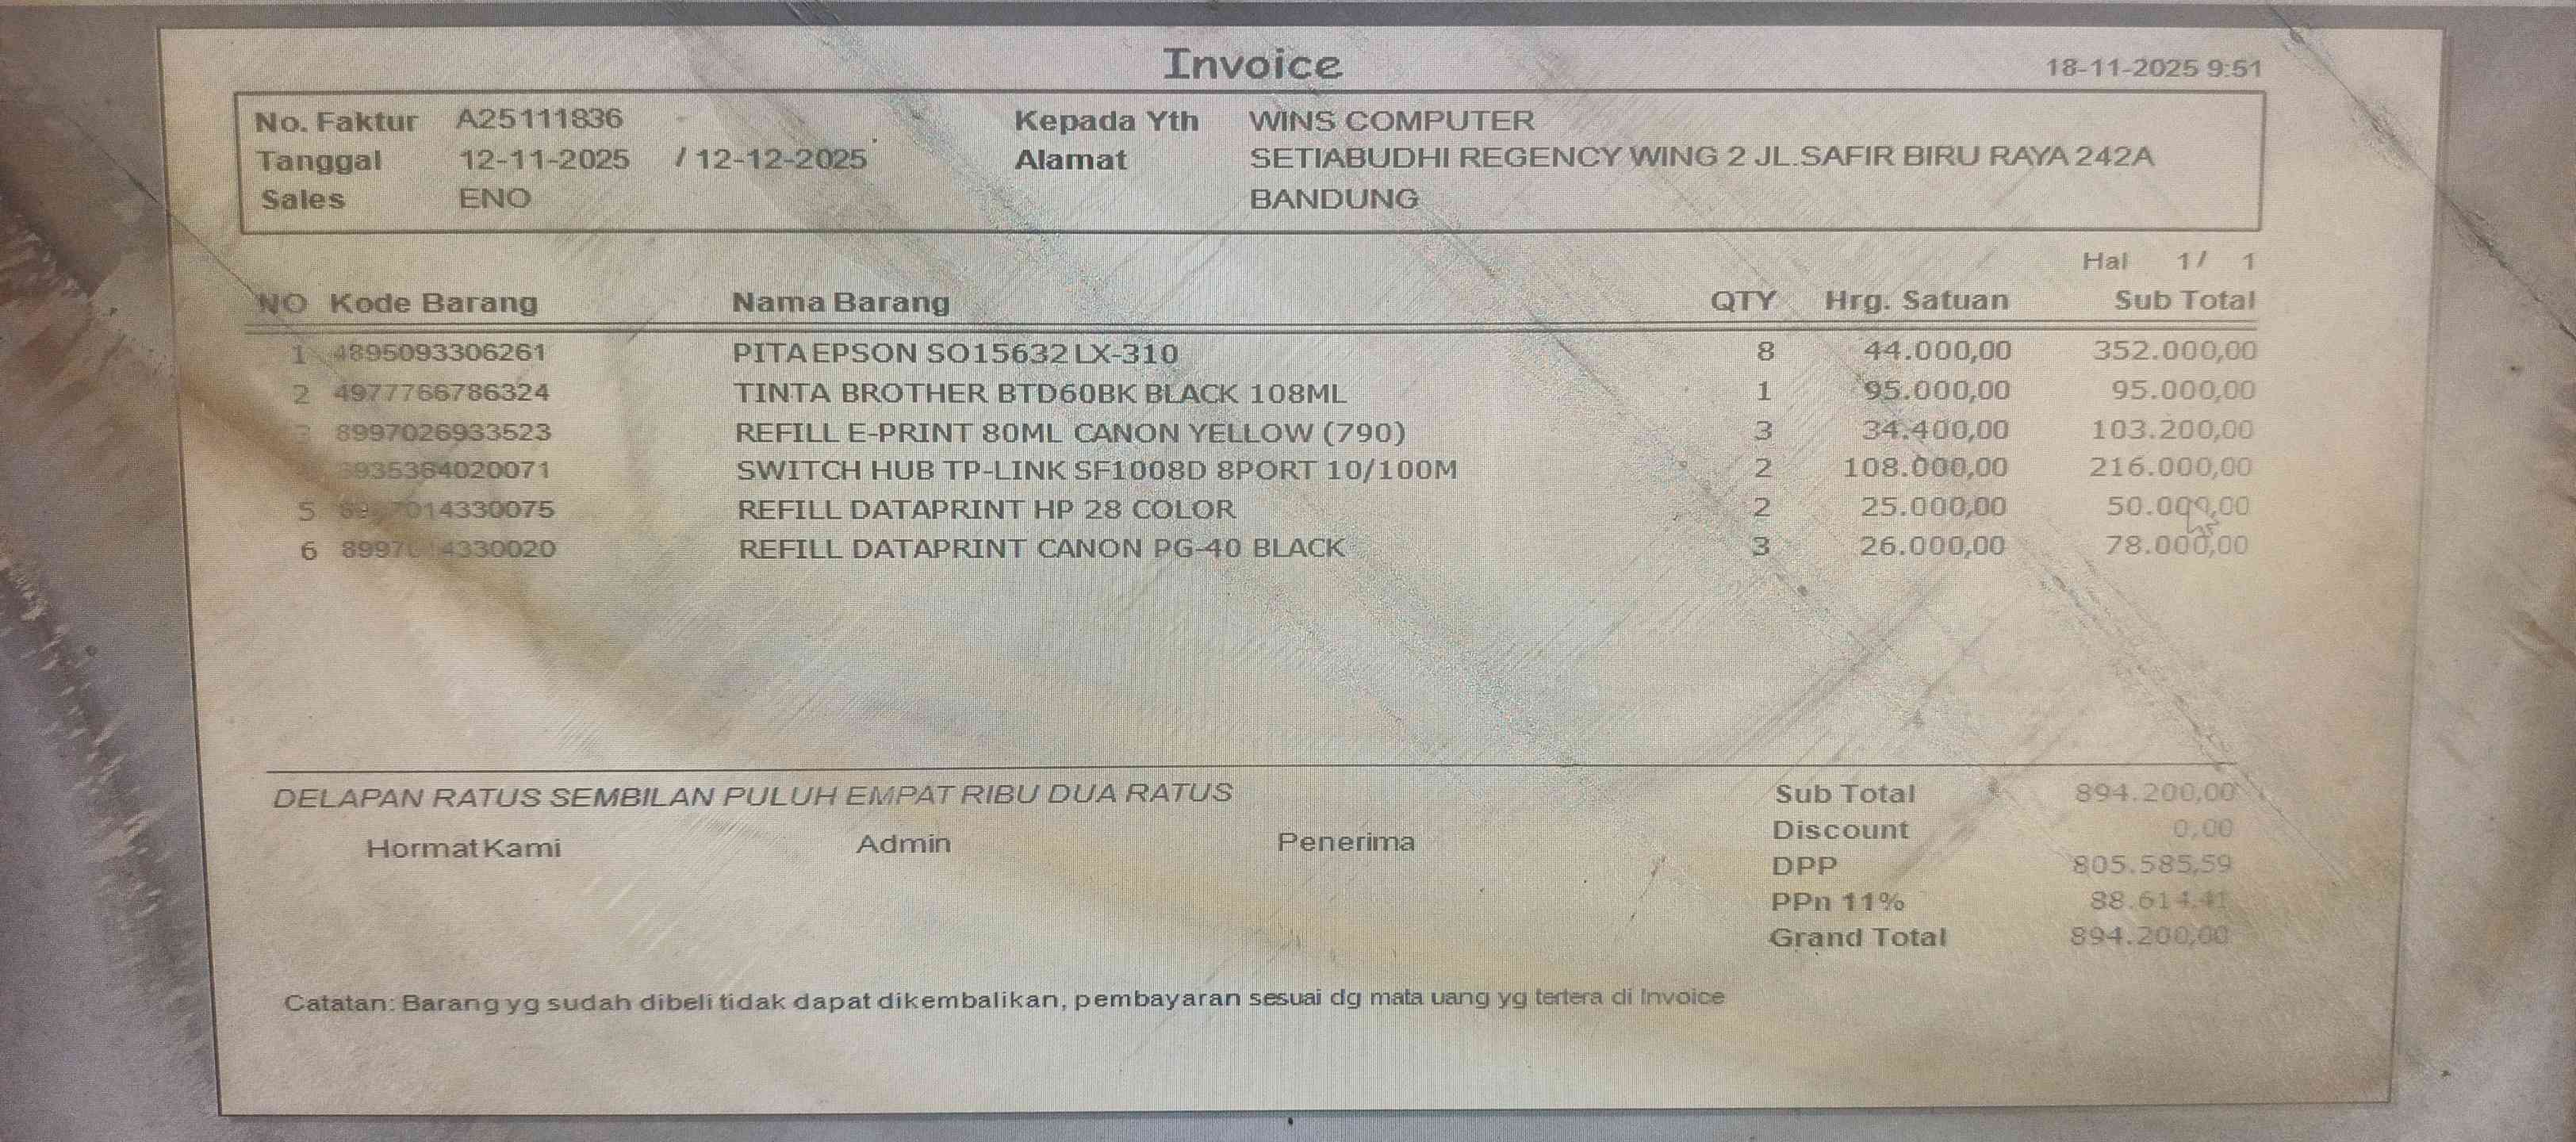 Invoice
18-11-2025 9:51
No. Faktur A25111836 Kepada Yth WINS COMPUTER
Tanggal 12-11-2025 / 12-12-2025 Alamat SETIABUDHI REGENCY WING 2 JL.SAFIR BIRU RAYA 242A
Sales ENO BANDUNG
Hal 1/ 1
NO Kode Barang Nama Barang QTY Hrg. Satuan Sub Total
1 4895093306261 PITA EPSON SO15632 LX-310 8 44.000,00 352.000,00
2 4977766786324 TINTA BROTHER BTD60BK BLACK 108ML 1 95.000,00 95.000,00
3 8997026933523 REFILL E-PRINT 80ML CANON YELLOW (790) 3 34.400,00 103.200,00
SWITCH HUB TP-LINK SF1008D 8PORT 10/100M 2 108.000,00 216.000,00
5 REFILL DATAPRINT HP 28 COLOR 2 25.000,00 50.000,00
6 REFILL DATAPRINT CANON PG-40 BLACK 3 26.000,00 78.000,00
DELAPAN RATUS SEMBILAN PULUH EMPAT RIBU DUA RATUS
Hormat Kami Admin Penerima
Sub Total 894.200,00
Discount 0,00
DPP 805.585,59
PPn 11% 88.614,41
Grand Total 894.200,00
Catatan: Barang yg sudah dibeli tidak dapat dikembalikan, pembayaran sesuai dg mata uang yg tertera di Invoice